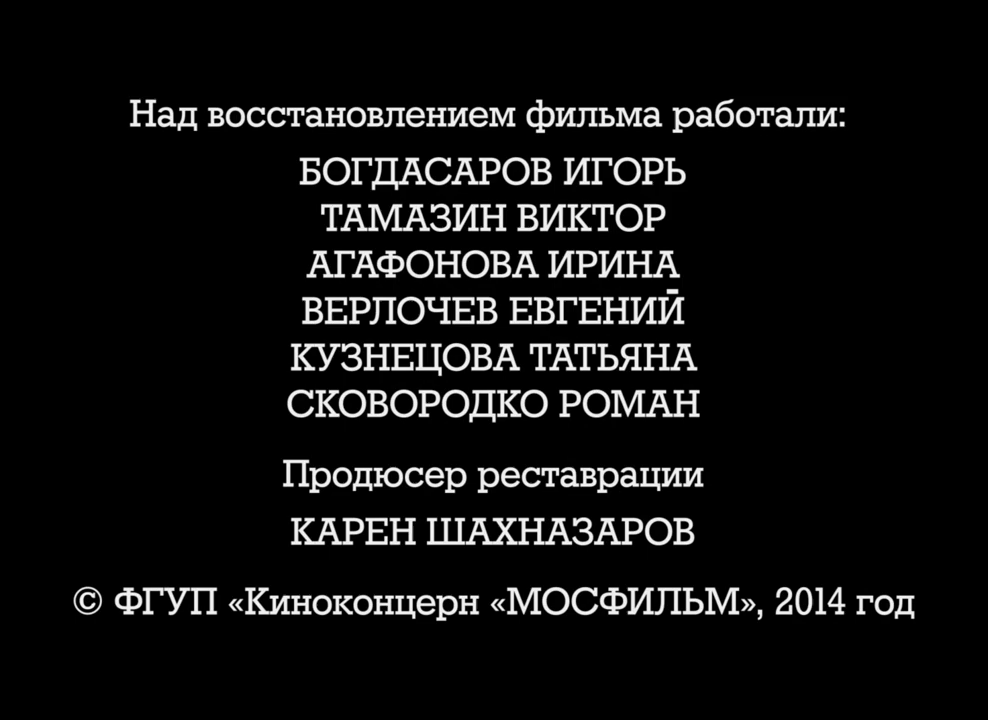 Над восстановлением фильма работали:
БОГДАСАРОВ ИГОРЬ
ТАМАЗИН ВИКТОР
АГАФОНОВА ИРИНА
ВЕРЛОЧЕВ ЕВГЕНИЙ
КУЗНЕЦОВА ТАТЬЯНА
СКОВОРОДКО РОМАН
Продюсер реставрации
КАРЕН ШАХНАЗАРОВ
© ФГУП «Киноконцерн «МОСФИЛЬМ», 2014 год